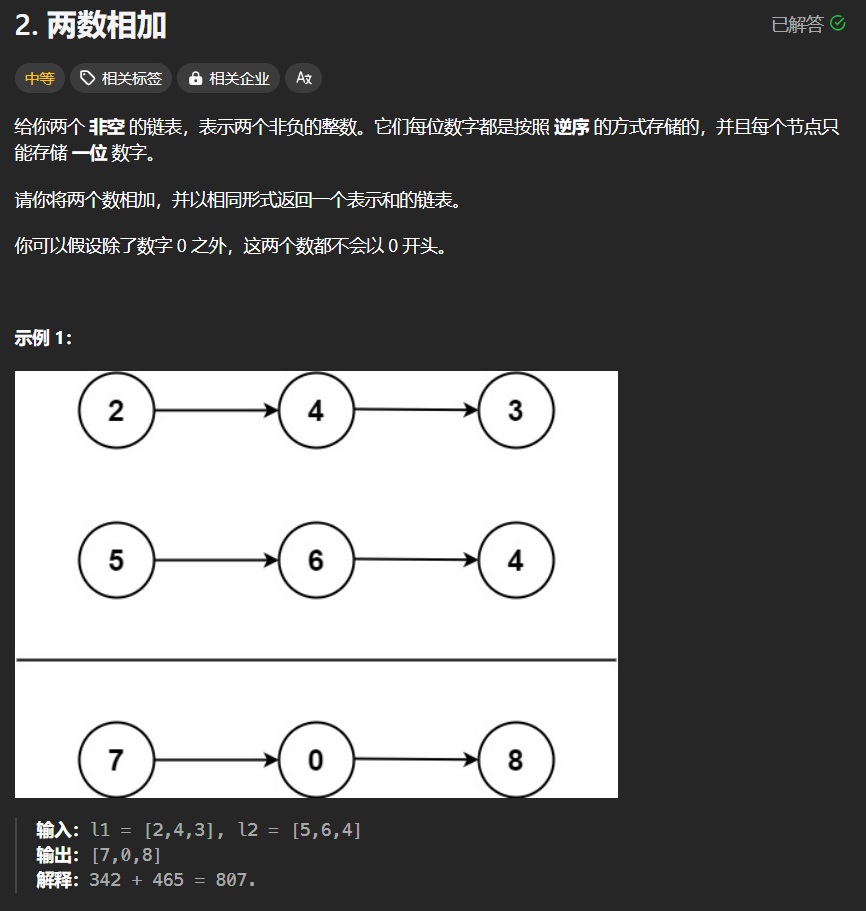 2. 两数相加
已解答
中等 相关标签 相关企业 A文
给你两个 非空 的链表，表示两个非负的整数。它们每位数字都是按照 逆序 的方式存储的，并且每个节点只
能存储 一位 数字。
请你将两个数相加，并以相同形式返回一个表示和的链表。
你可以假设除了数字 0 之外，这两个数都不会以 0 开头。
示例 1：
2 4 3
5 6 4
7 0 8
输入：l1 = [2,4,3], l2 = [5,6,4]
输出：[7,0,8]
解释：342 + 465 = 807.